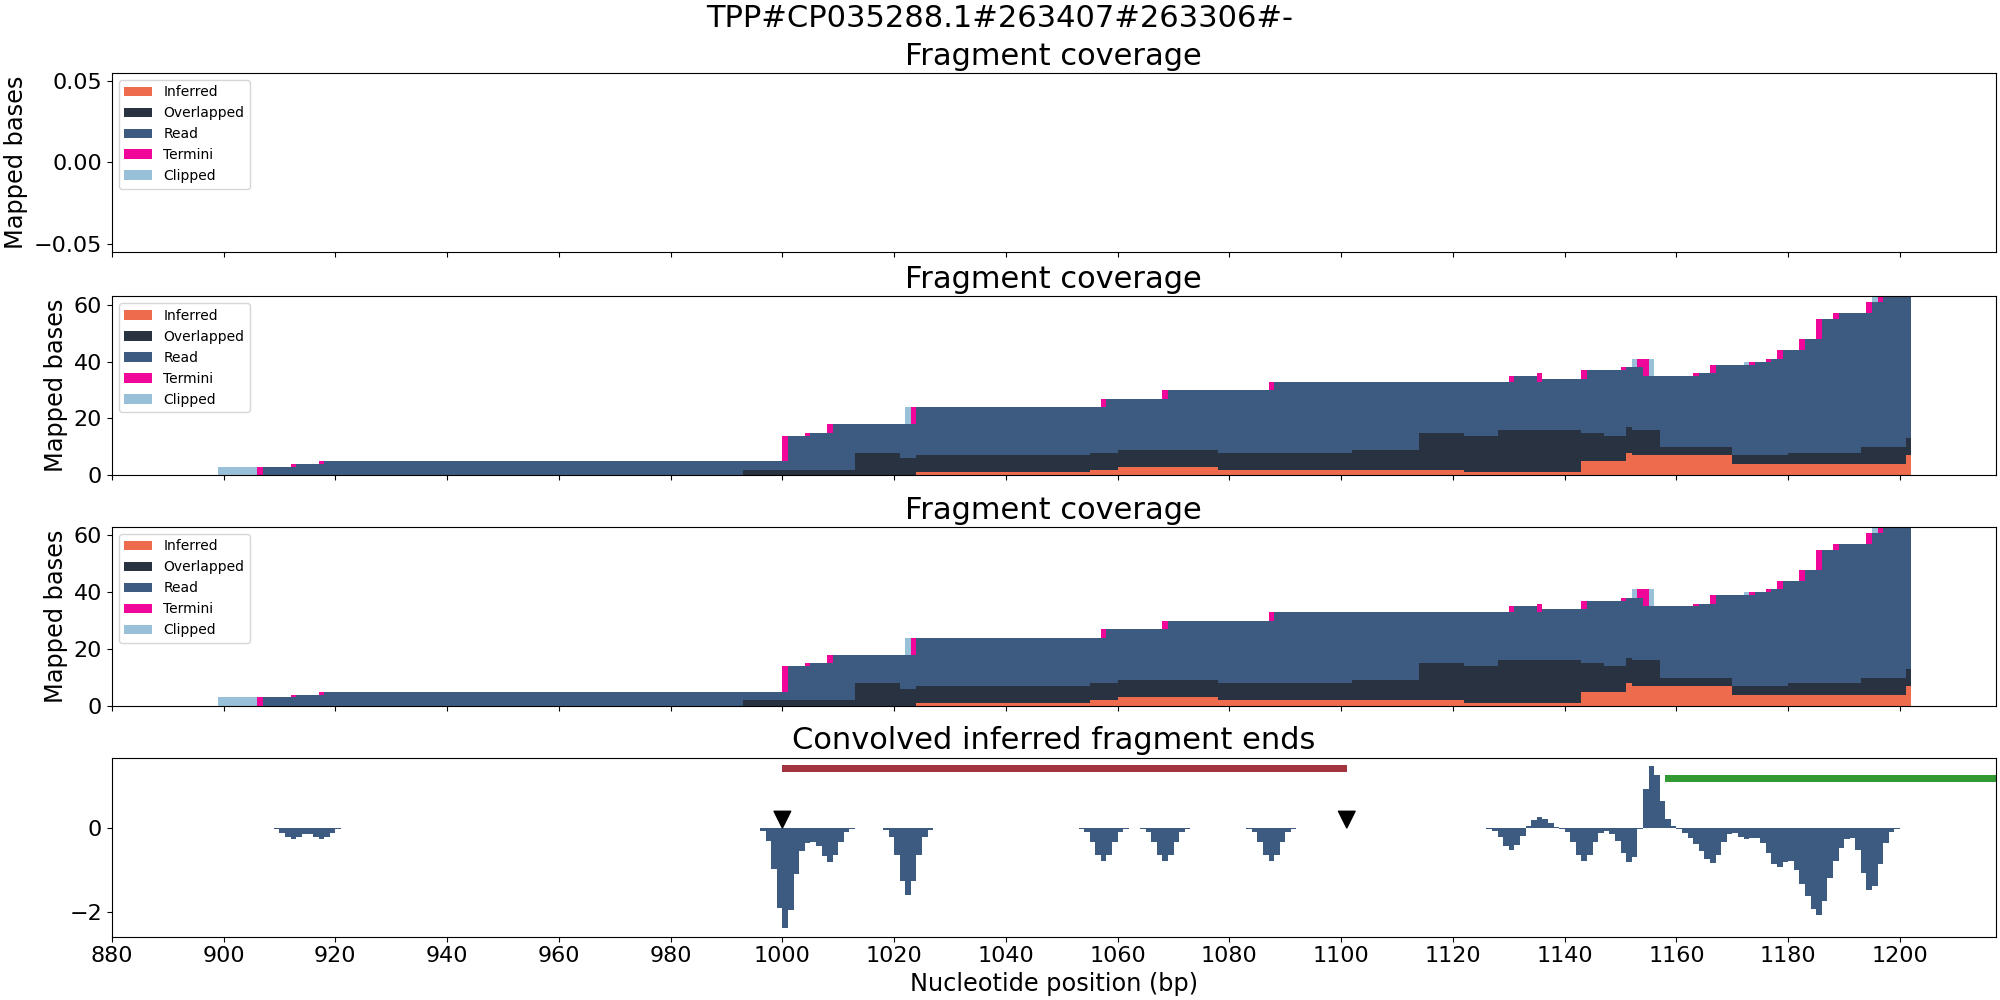 TPP#CP035288.1#263407#263306#-
Fragment coverage
Mapped bases
0.05
0.00
−0.05
Inferred
Overlapped
Read
Termini
Clipped
Fragment coverage
Mapped bases
60
40
20
0
Inferred
Overlapped
Read
Termini
Clipped
Fragment coverage
Mapped bases
60
40
20
0
Inferred
Overlapped
Read
Termini
Clipped
Convolved inferred fragment ends
0
−2
880 900 920 940 960 980 1000 1020 1040 1060 1080 1100 1120 1140 1160 1180 1200
Nucleotide position (bp)